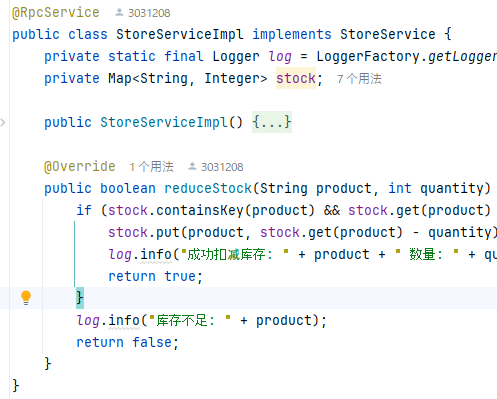 @RpcService 3031208
public class StoreServiceImpl implements StoreService {
private static final Logger log = LoggerFactory.getLogger
private Map<String, Integer> stock; 7 个用法
public StoreServiceImpl() {...}
@Override 1 个用法 3031208
public boolean reduceStock(String product, int quantity)
if (stock.containsKey(product) && stock.get(product)
stock.put(product, stock.get(product) - quantity)
log.info("成功扣减库存: " + product + " 数量: " + qu
return true;
}
log.info("库存不足: " + product);
return false;
}
}